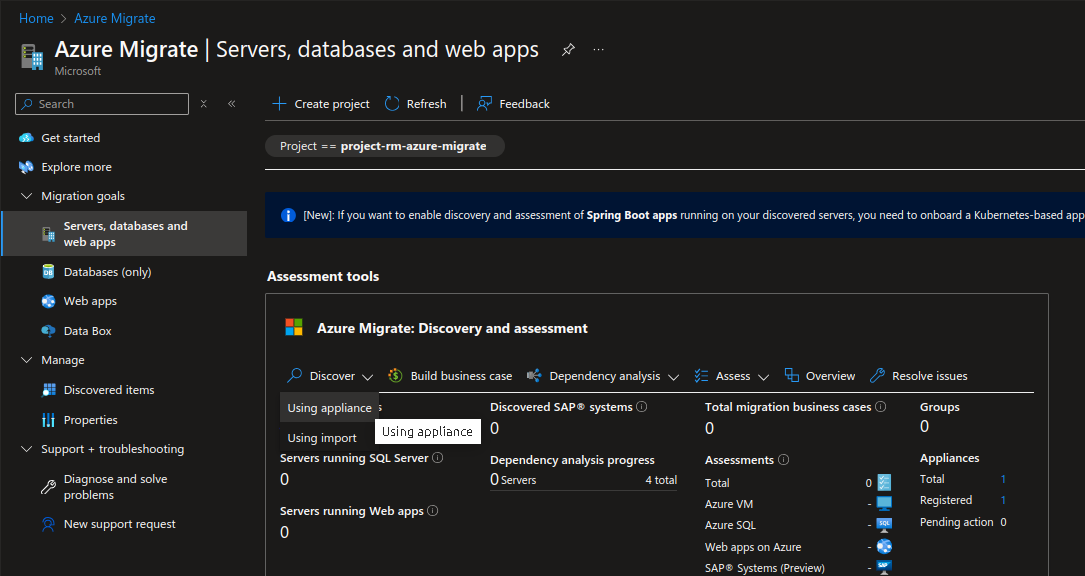 Home > Azure Migrate
Azure Migrate | Servers, databases and web apps
Microsoft
Search
Get started
Explore more
Migration goals
Servers, databases and
web apps
Databases (only)
Web apps
Data Box
Manage
Discovered items
Properties
Support + troubleshooting
Diagnose and solve
problems
New support request
Create project
Refresh
Feedback
Project == project-rm-azure-migrate
[New]: If you want to enable discovery and assessment of Spring Boot apps running on your discovered servers, you need to onboard a Kubernetes-based app
Assessment tools
Azure Migrate: Discovery and assessment
Discover
Build business case
Dependency analysis
Assess
Overview
Resolve issues
Using appliance
Using import
Using appliance
Servers running SQL Server
0
Servers running Web apps
0
Discovered SAP® systems
0
Dependency analysis progress
0 Servers 4 total
Total migration business cases
0
Assessments
Total 0
Azure VM -
Azure SQL -
Web apps on Azure -
SAP® Systems (Preview) -
Groups
0
Appliances
Total 1
Registered 1
Pending action 0